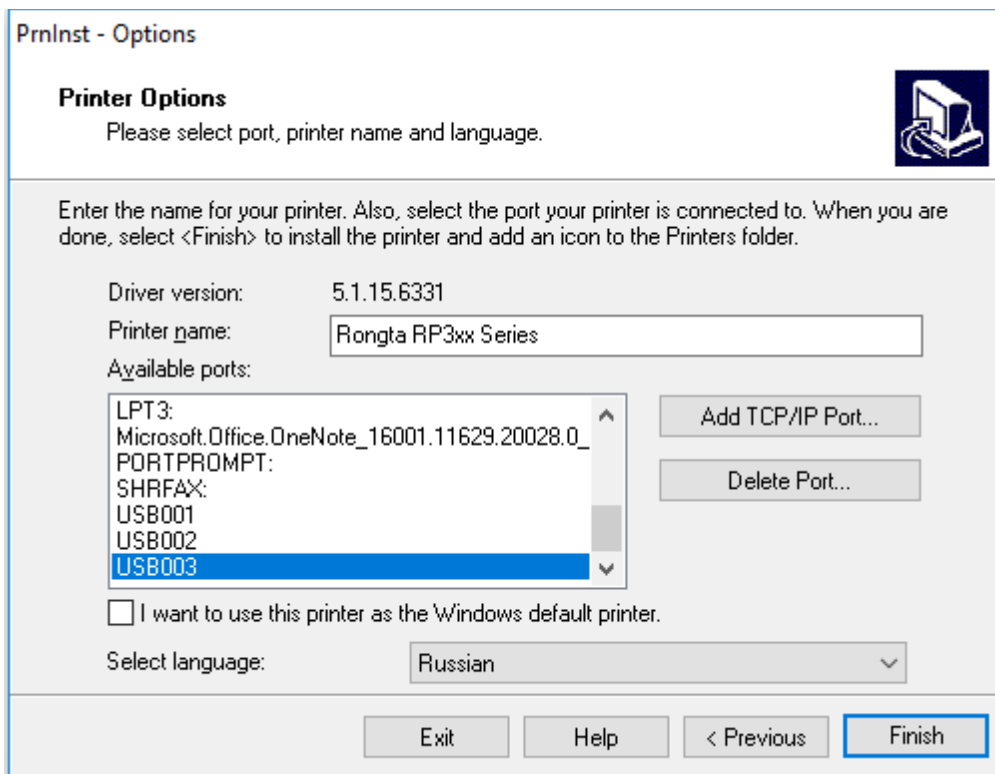 PrnInst - Options
Printer Options
Please select port, printer name and language.
Enter the name for your printer. Also, select the port your printer is connected to. When you are
done, select <Finish> to install the printer and add an icon to the Printers folder.
Driver version: 5.1.15.6331
Printer name: Rongta RP3xx Series
Available ports:
LPT3:
Microsoft.Office.OneNote_16001.11629.20028.0_
PORTPROMPT:
SHRFAX:
USB001
USB002
USB003
Add TCP/IP Port...
Delete Port...
I want to use this printer as the Windows default printer.
Select language: Russian
Exit Help < Previous Finish